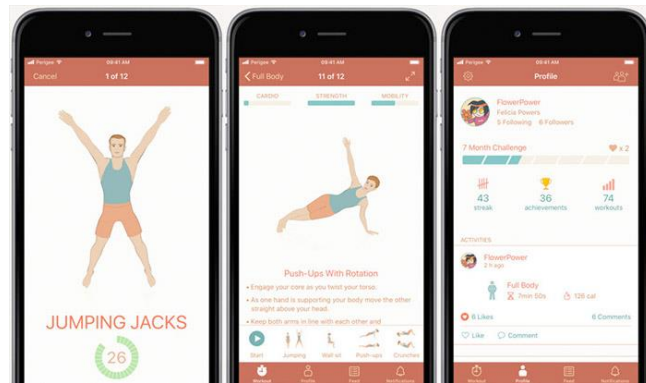 Perigee 09:41 AM
Cancel 1 of 12
JUMPING JACKS
26
Perigee 09:41 AM
Full Body 11 of 12
CARDIO STRENGTH MOBILITY
Push-Ups With Rotation
• Engage your core as you twist your torso.
• As one hand is supporting your body move the other
straight above your head.
• Keep both arms in line with each other and
Start Jumping Wall sit Push-ups Crunches
Workout Profile Feed Notifications
Perigee 09:41 AM
Profile
FlowerPower
Felicia Powers
5 Following 6 Followers
7 Month Challenge x 2
43 36 74
streak achievements workouts
ACTIVITIES
FlowerPower
2 h ago
Full Body
7min 50s 126 cal
6 Likes 6 Comments
Like Comment
Workout Profile Feed Notifications